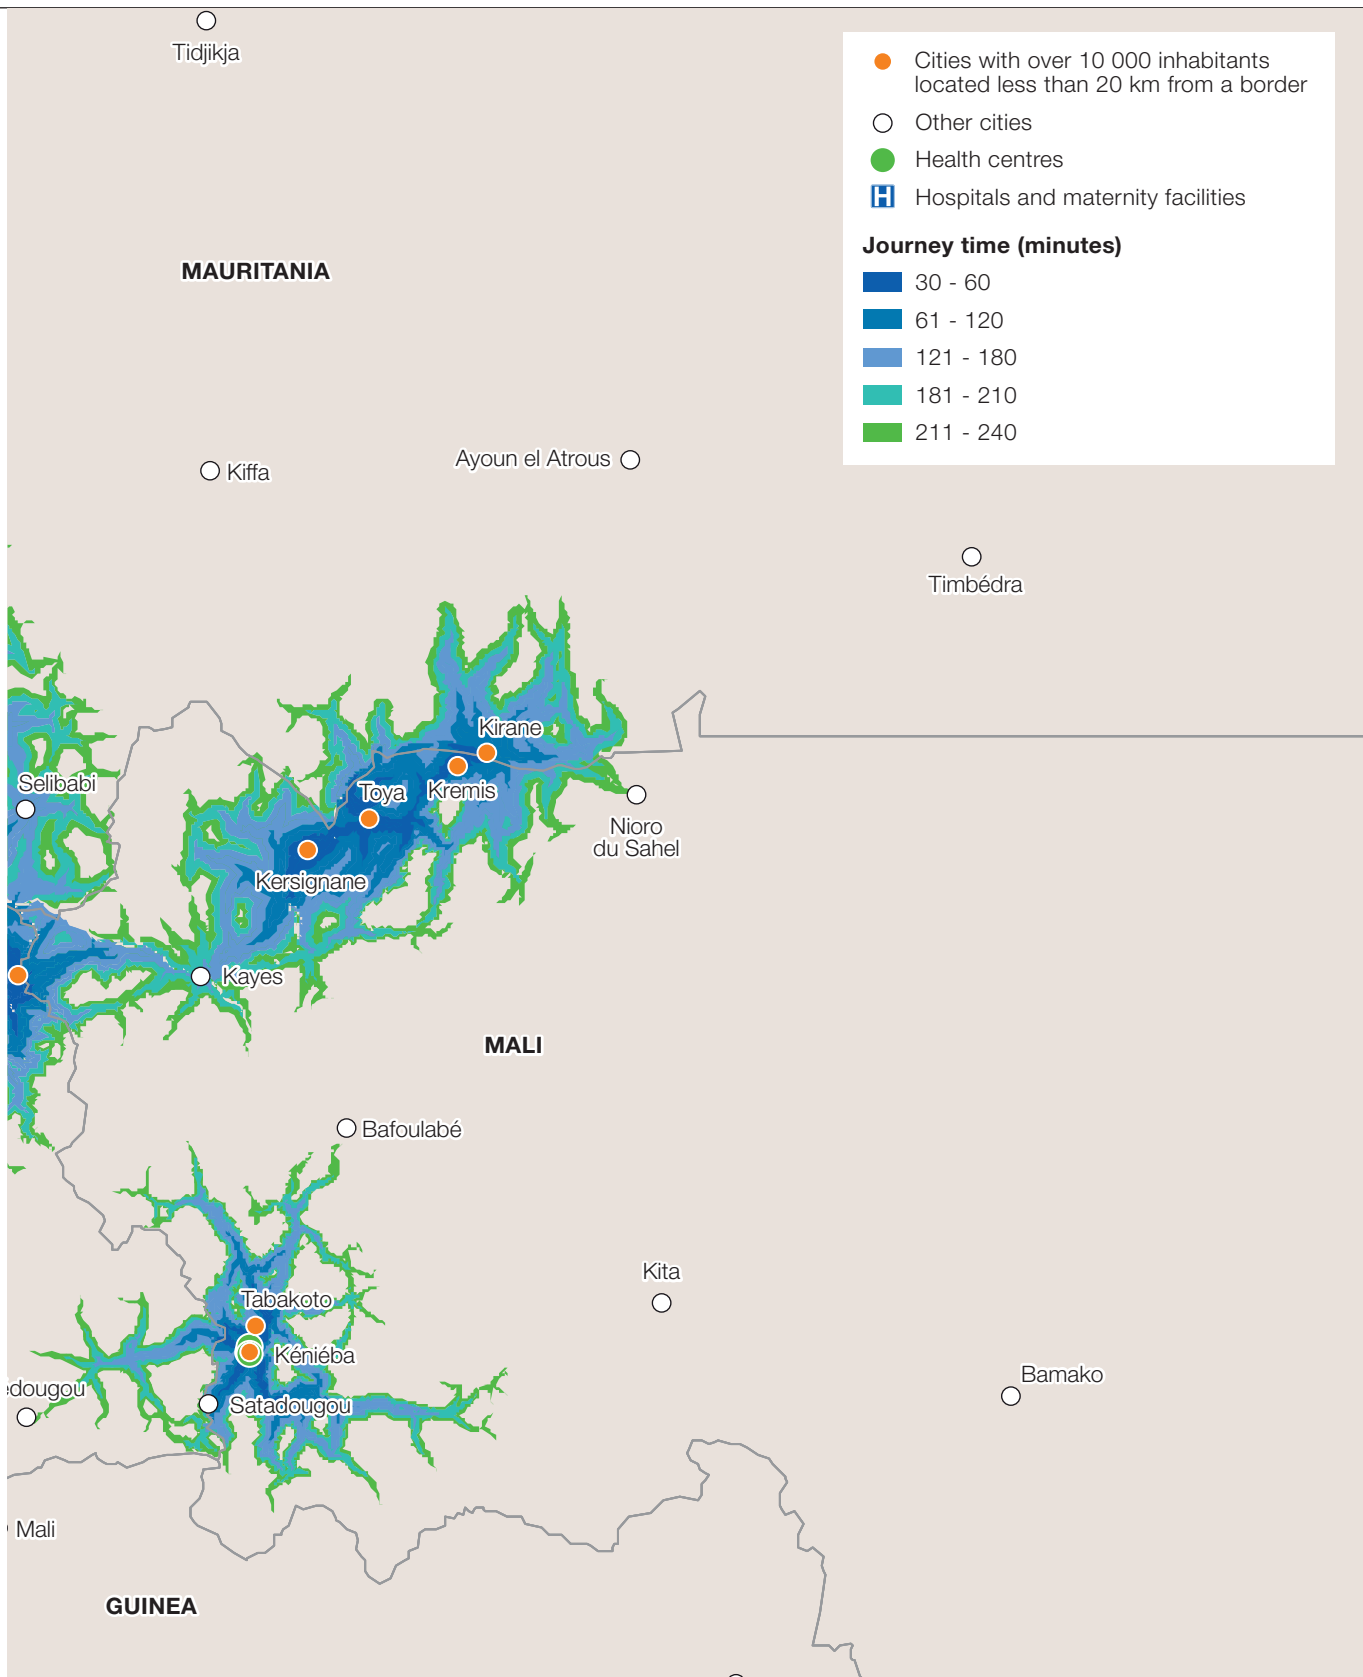 Tidjikja
Cities with over 10 000 inhabitants
located less than 20 km from a border
Other cities
Health centres
H Hospitals and maternity facilities
Journey time (minutes)
30 - 60
61 - 120
121 - 180
181 - 210
211 - 240
MAURITANIA
Ayoun el Atrous
Kiffa
Timbédra
Kirane
Selibabi
Toya
Kremis
Nioro
du Sahel
Kersignane
Kayes
MALI
Bafoulabé
Kita
Tabakoto
Kéniéba
Bamako
edougou
Satadougou
Mali
GUINEA